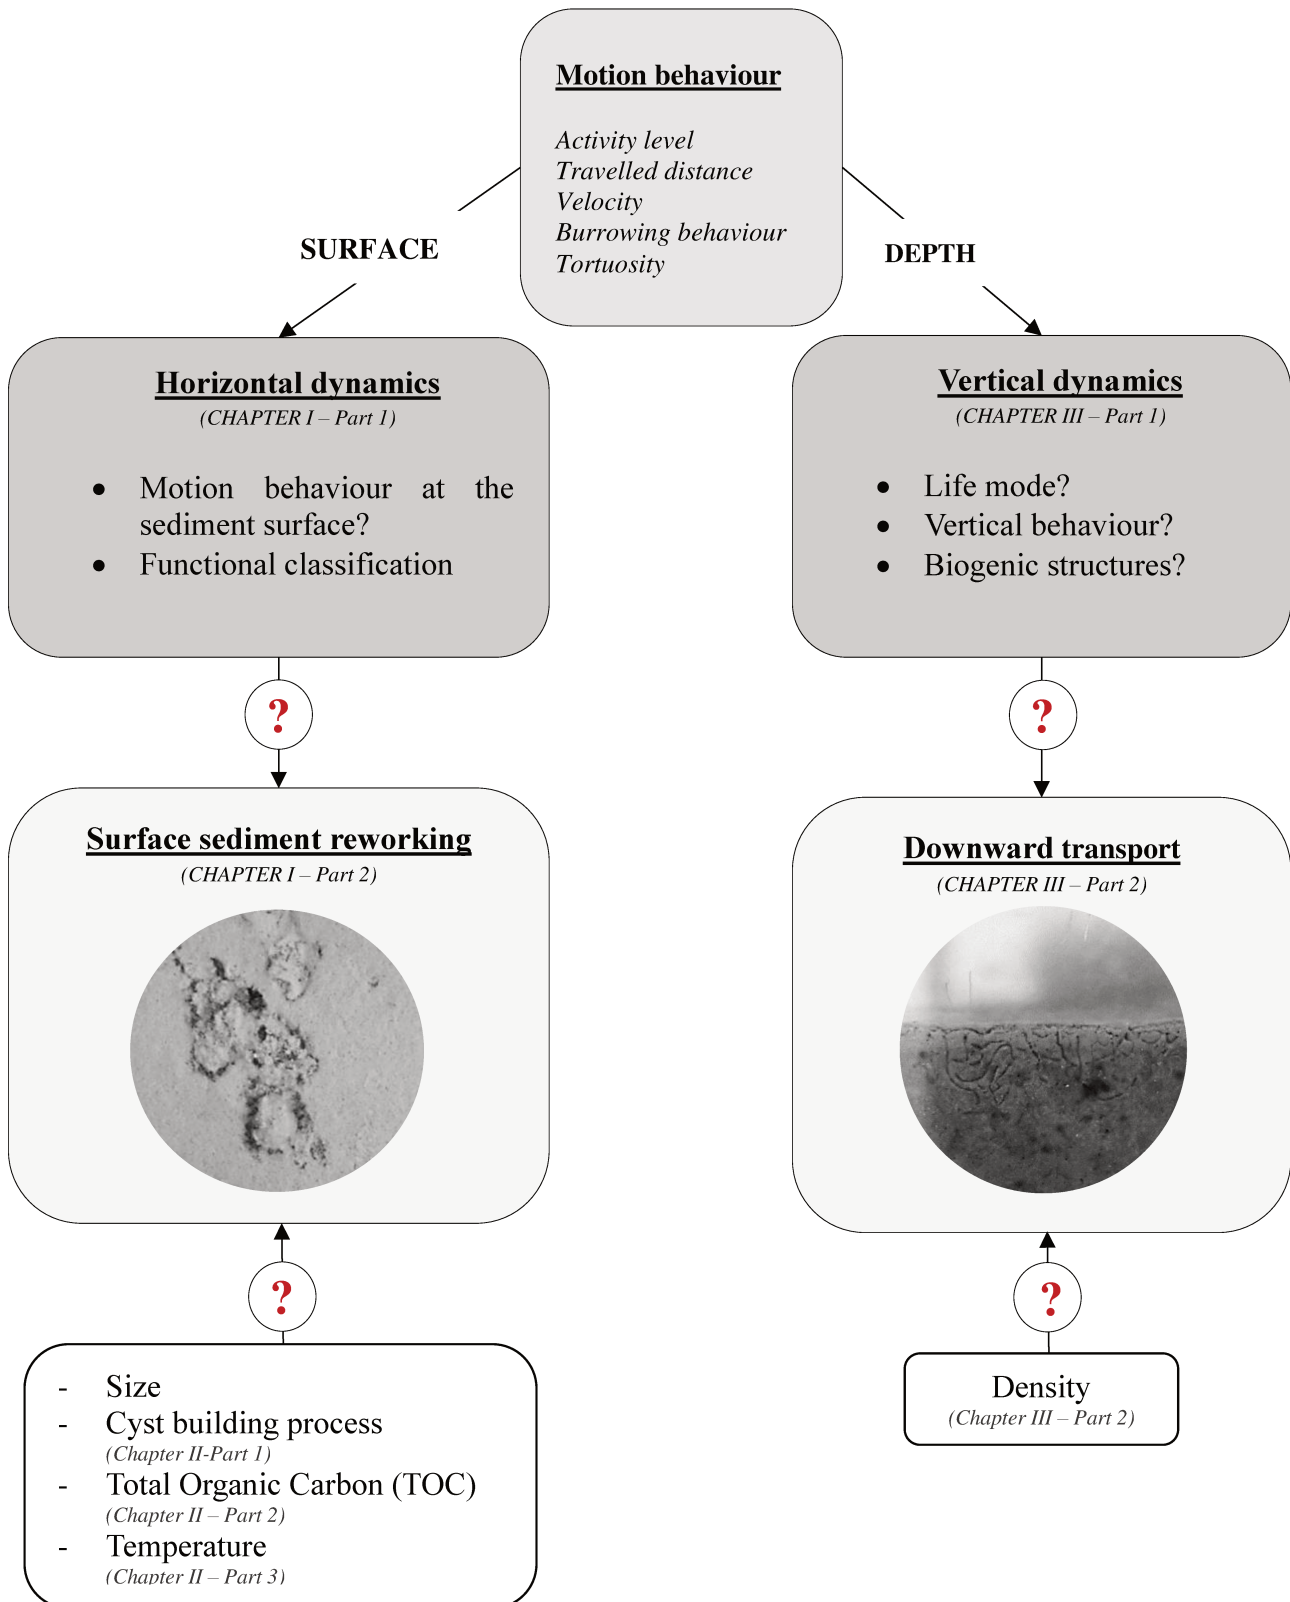 Motion behaviour
Activity level
Travelled distance
Velocity
Burrowing behaviour
Tortuosity
SURFACE
DEPTH
Horizontal dynamics
(CHAPTER I – Part 1)
• Motion behaviour at the
sediment surface?
• Functional classification
Vertical dynamics
(CHAPTER III – Part 1)
• Life mode?
• Vertical behaviour?
• Biogenic structures?
?
?
Surface sediment reworking
(CHAPTER I – Part 2)
Downward transport
(CHAPTER III – Part 2)
?
?
- Size
- Cyst building process
(Chapter II-Part 1)
- Total Organic Carbon (TOC)
(Chapter II – Part 2)
- Temperature
(Chapter II – Part 3)
Density
(Chapter III – Part 2)